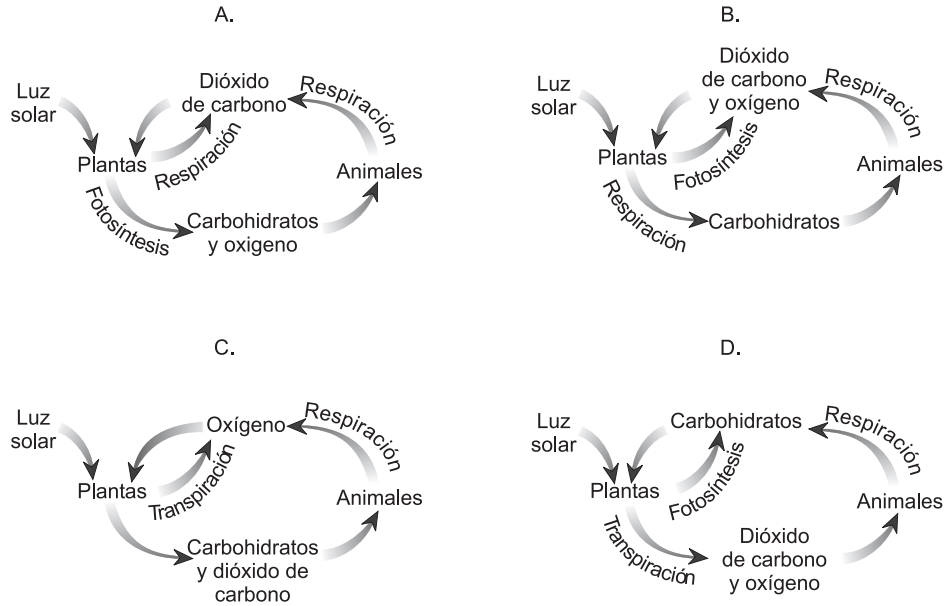 A.
Luz
solar
Dióxido
de carbono
Respiración
Plantas
Respiración
Animales
Fotosíntesis
Carbohidratos
y oxigeno
B.
Luz
solar
Dióxido
de carbono
y oxígeno
Respiración
Plantas
Fotosíntesis
Animales
Respiración
Carbohidratos
C.
Luz
solar
Oxígeno
Respiración
Plantas
Transpiración
Animales
Carbohidratos
y dióxido de
carbono
D.
Luz
solar
Carbohidratos
Respiración
Plantas
Fotosíntesis
Animales
Transpiración
Dióxido
de carbono
y oxígeno